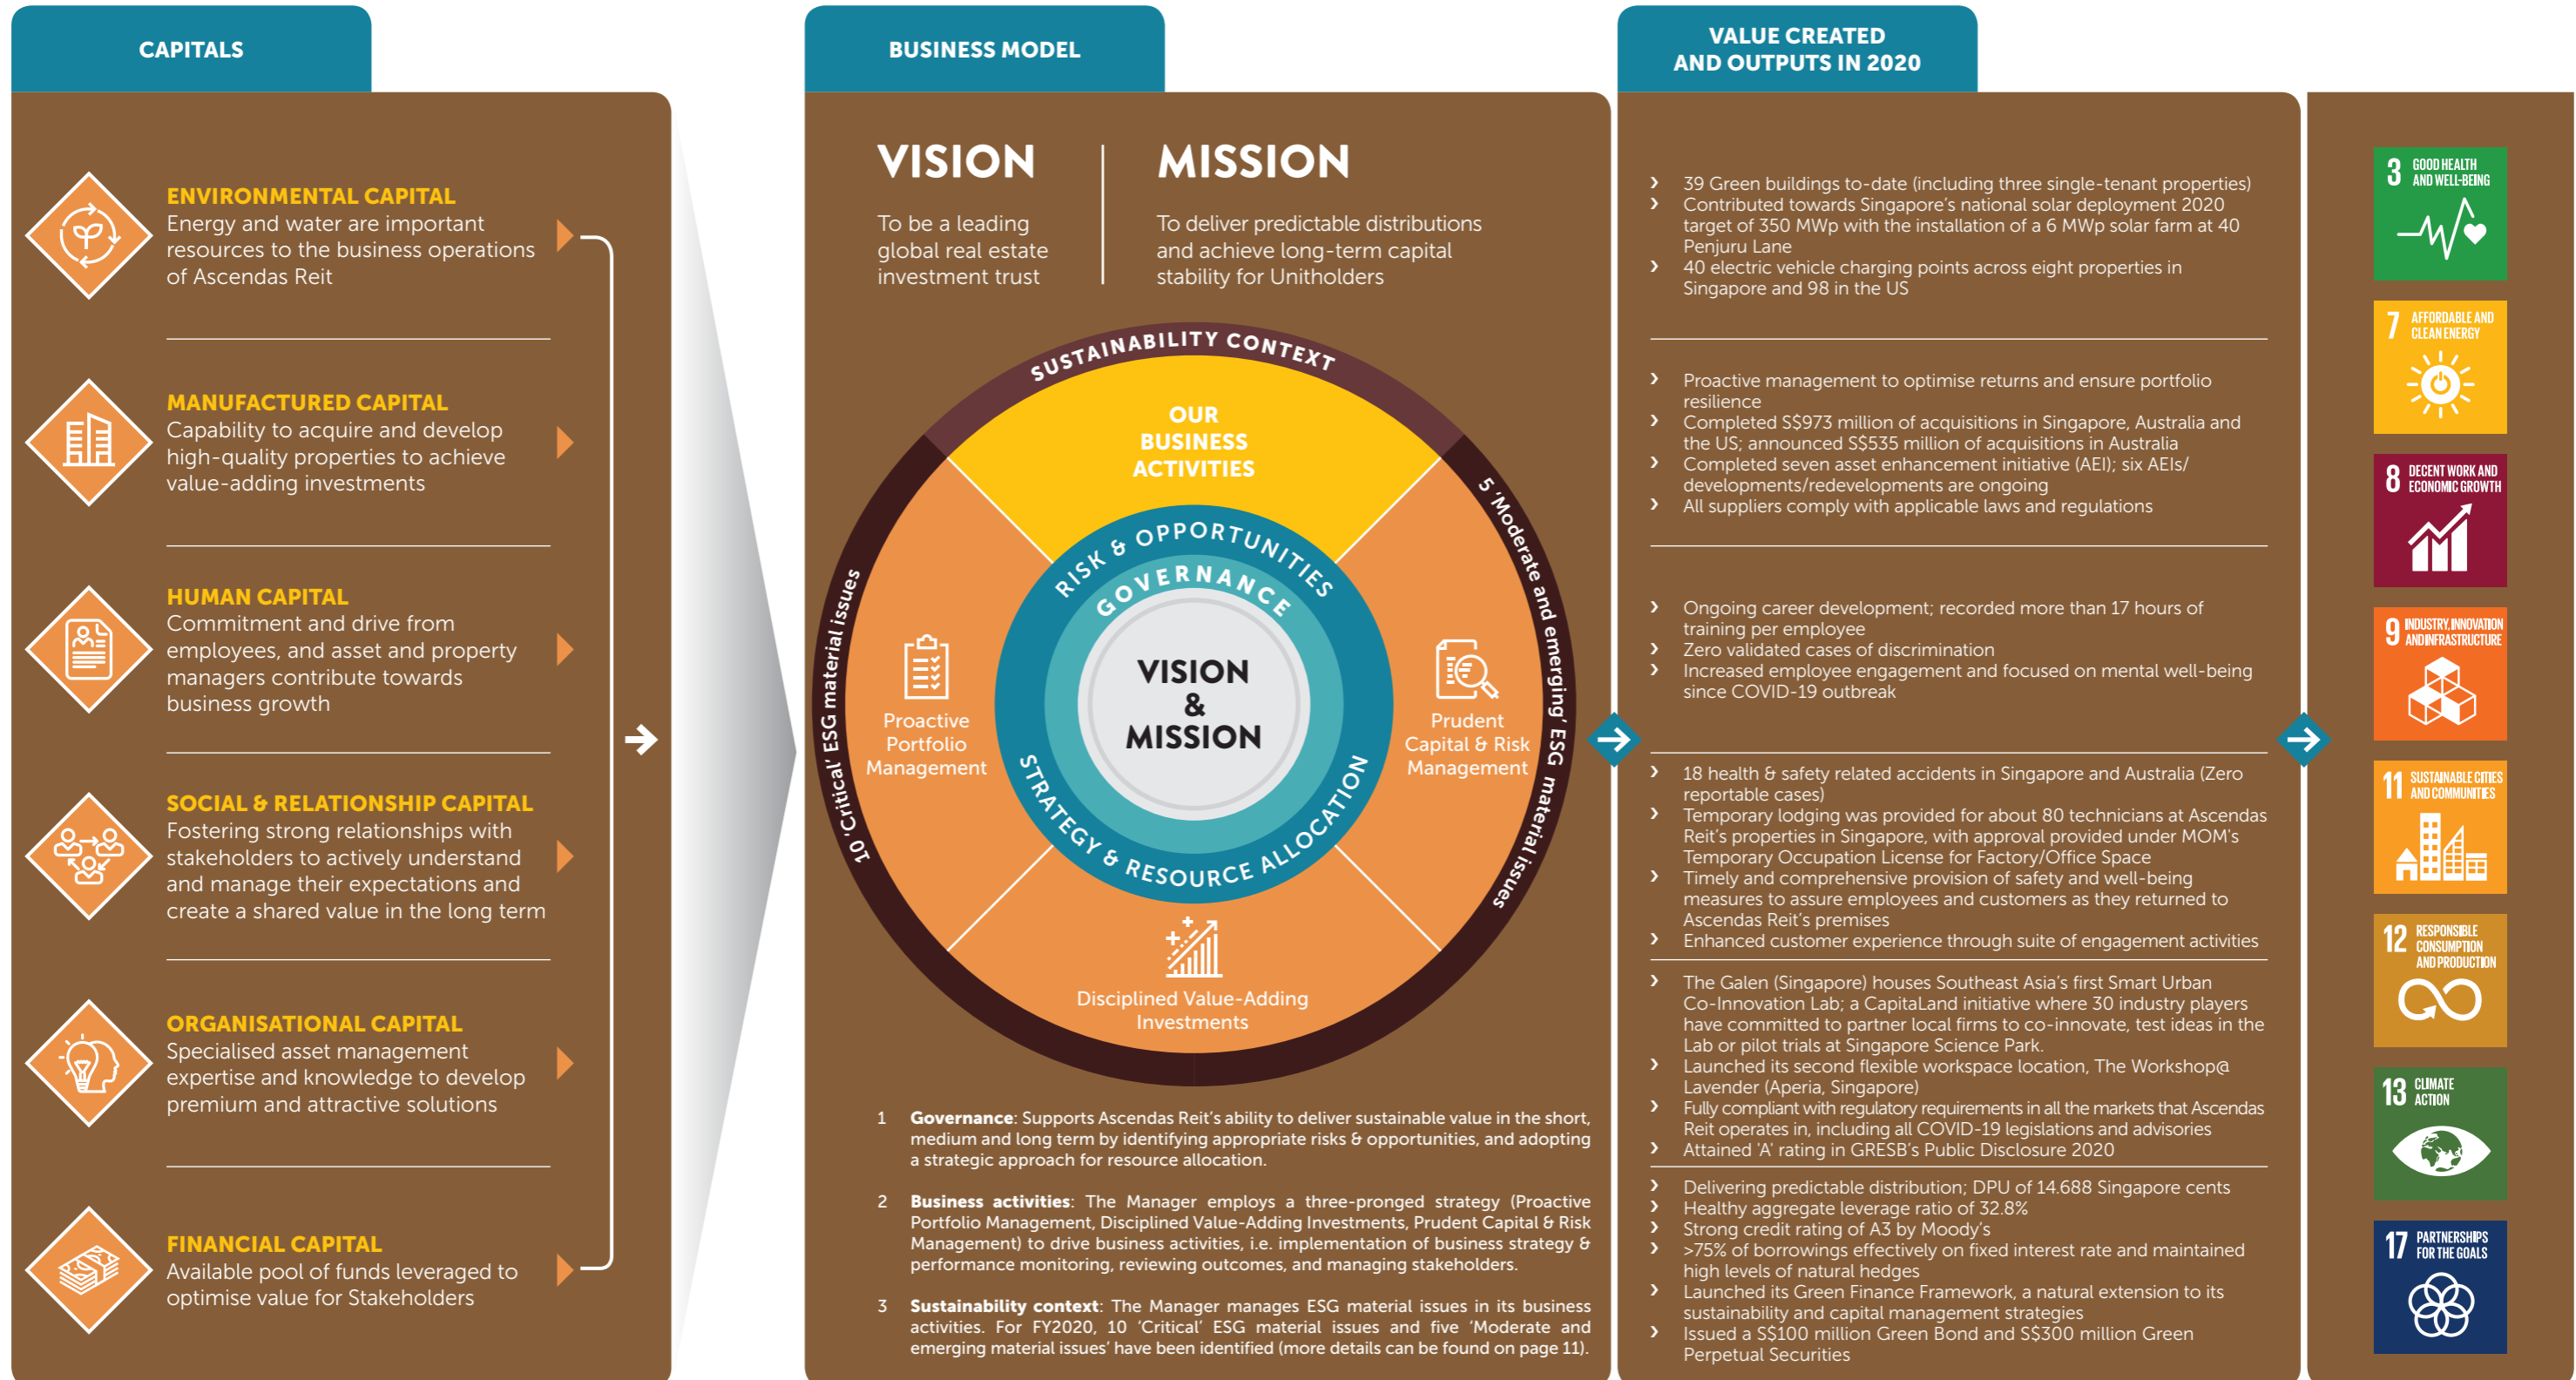 CAPITALS
ENVIRONMENTAL CAPITAL
Energy and water are important
resources to the business operations
of Ascendas Reit
MANUFACTURED CAPITAL
Capability to acquire and develop
high-quality properties to achieve
value-adding investments
HUMAN CAPITAL
Commitment and drive from
employees, and asset and property
managers contribute towards
business growth
SOCIAL & RELATIONSHIP CAPITAL
Fostering strong relationships with
stakeholders to actively understand
and manage their expectations and
create a shared value in the long term
ORGANISATIONAL CAPITAL
Specialised asset management
expertise and knowledge to develop
premium and attractive solutions
FINANCIAL CAPITAL
Available pool of funds leveraged to
optimise value for Stakeholders
BUSINESS MODEL
VISION
To be a leading
global real estate
investment trust
MISSION
To deliver predictable distributions
and achieve long-term capital
stability for Unitholders
SUSTAINABILITY CONTEXT
OUR
BUSINESS
ACTIVITIES
RISK & OPPORTUNITIES
GOVERNANCE
VISION
&
MISSION
STRATEGY & RESOURCE ALLOCATION
10 ‘Critical’ ESG material issues
5 ‘Moderate and emerging’ ESG material issues
Proactive
Portfolio
Management
Prudent
Capital & Risk
Management
Disciplined Value-Adding
Investments
1 Governance: Supports Ascendas Reit’s ability to deliver sustainable value in the short,
medium and long term by identifying appropriate risks & opportunities, and adopting
a strategic approach for resource allocation.
2 Business activities: The Manager employs a three-pronged strategy (Proactive
Portfolio Management, Disciplined Value-Adding Investments, Prudent Capital & Risk
Management) to drive business activities, i.e. implementation of business strategy &
performance monitoring, reviewing outcomes, and managing stakeholders.
3 Sustainability context: The Manager manages ESG material issues in its business
activities. For FY2020, 10 ‘Critical’ ESG material issues and five ‘Moderate and
emerging material issues’ have been identified (more details can be found on page 11).
VALUE CREATED
AND OUTPUTS IN 2020
› 39 Green buildings to-date (including three single-tenant properties)
› Contributed towards Singapore’s national solar deployment 2020
target of 350 MWp with the installation of a 6 MWp solar farm at 40
Penjuru Lane
› 40 electric vehicle charging points across eight properties in
Singapore and 98 in the US
› Proactive management to optimise returns and ensure portfolio
resilience
› Completed S$973 million of acquisitions in Singapore, Australia and
the US; announced S$535 million of acquisitions in Australia
› Completed seven asset enhancement initiative (AEI); six AEIs/
developments/redevelopments are ongoing
› All suppliers comply with applicable laws and regulations
› Ongoing career development; recorded more than 17 hours of
training per employee
› Zero validated cases of discrimination
› Increased employee engagement and focused on mental well-being
since COVID-19 outbreak
› 18 health & safety related accidents in Singapore and Australia (Zero
reportable cases)
› Temporary lodging was provided for about 80 technicians at Ascendas
Reit’s properties in Singapore, with approval provided under MOM’s
Temporary Occupation License for Factory/Office Space
› Timely and comprehensive provision of safety and well-being
measures to assure employees and customers as they returned to
Ascendas Reit’s premises
› Enhanced customer experience through suite of engagement activities
› The Galen (Singapore) houses Southeast Asia’s first Smart Urban
Co-Innovation Lab; a CapitaLand initiative where 30 industry players
have committed to partner local firms to co-innovate, test ideas in the
Lab or pilot trials at Singapore Science Park.
› Launched its second flexible workspace location, The Workshop@
Lavender (Aperia, Singapore)
› Fully compliant with regulatory requirements in all the markets that Ascendas
Reit operates in, including all COVID-19 legislations and advisories
› Attained 'A' rating in GRESB’s Public Disclosure 2020
› Delivering predictable distribution; DPU of 14.688 Singapore cents
› Healthy aggregate leverage ratio of 32.8%
› Strong credit rating of A3 by Moody’s
› >75% of borrowings effectively on fixed interest rate and maintained
high levels of natural hedges
› Launched its Green Finance Framework, a natural extension to its
sustainability and capital management strategies
› Issued a S$100 million Green Bond and S$300 million Green
Perpetual Securities
3 GOOD HEALTH
AND WELL-BEING
7 AFFORDABLE AND
CLEAN ENERGY
8 DECENT WORK AND
ECONOMIC GROWTH
9 INDUSTRY, INNOVATION
AND INFRASTRUCTURE
11 SUSTAINABLE CITIES
AND COMMUNITIES
12 RESPONSIBLE
CONSUMPTION
AND PRODUCTION
13 CLIMATE
ACTION
17 PARTNERSHIPS
FOR THE GOALS